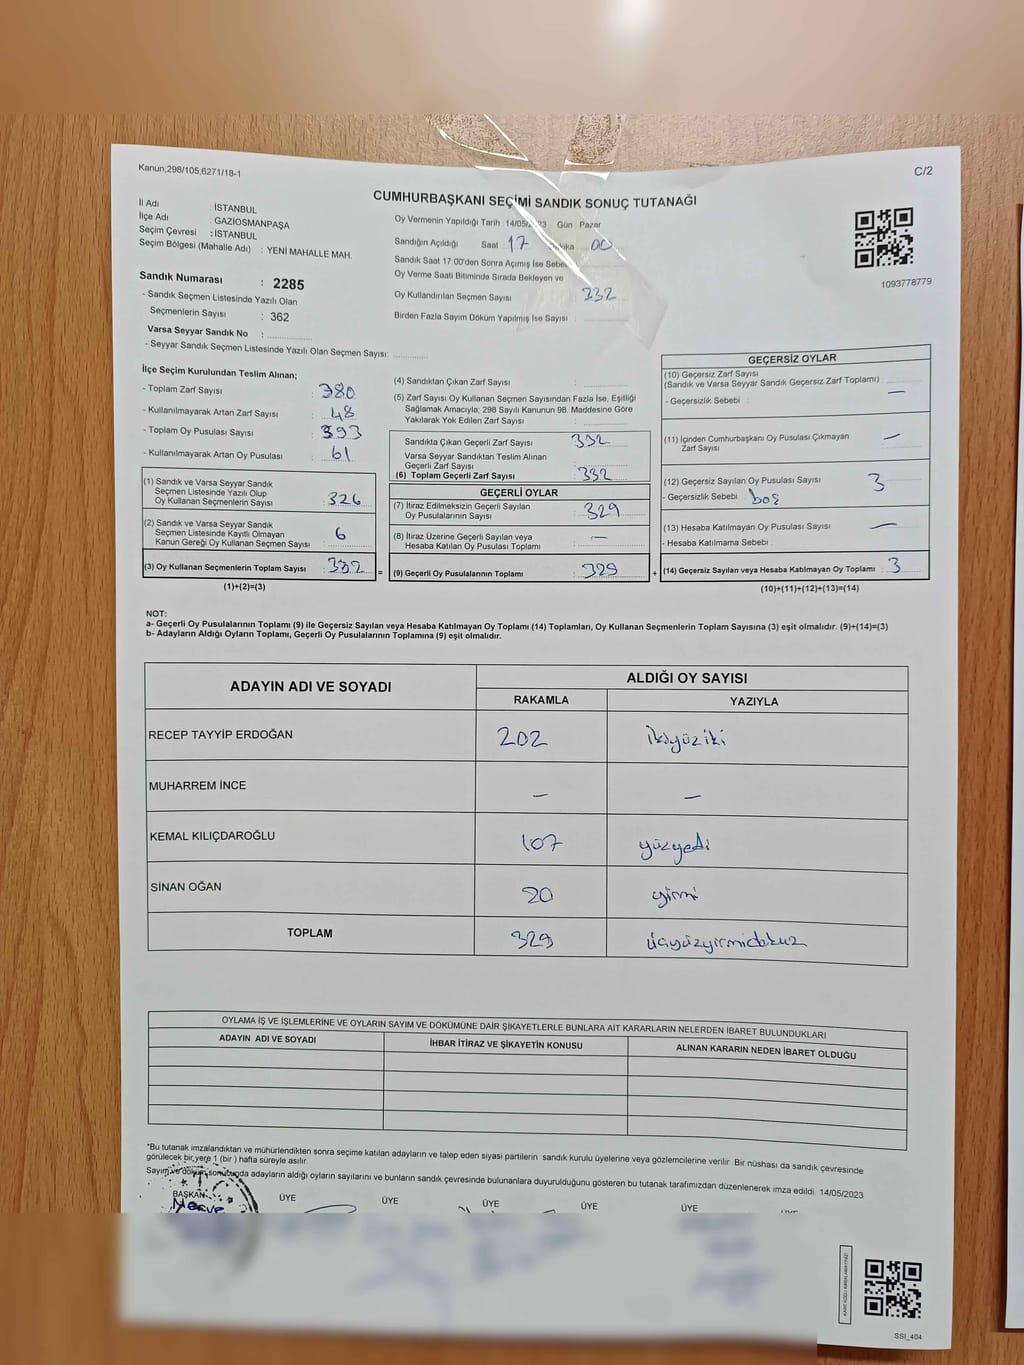 Kanun;298/105;6271/18-1
C/2
CUMHURBAŞKANI SEÇİMİ SANDIK SONUÇ TUTANAĞI
İl Adı : İSTANBUL
İlçe Adı : GAZİOSMANPAŞA
Seçim Çevresi : İSTANBUL
Seçim Bölgesi (Mahalle Adı) : YENİ MAHALLE MAH.
Sandık Numarası : 2285
- Sandık Seçmen Listesinde Yazılı Olan
Seçmenlerin Sayısı : 362
Varsa Seyyar Sandık No :
- Seyyar Sandık Seçmen Listesinde Yazılı Olan Seçmen Sayısı:
Oy Vermenin Yapıldığı Tarih : 14/05/2023 Gün : Pazar
Sandığın Açıldığı Saat 17 Dakika 00
Sandık Saat 17:00'den Sonra Açımış İse Sebe
Oy Verme Saati Bitiminde Sırada Bekleyen ve
Oy Kullandırılan Seçmen Sayısı : 332
Birden Fazla Sayım Döküm Yapılmış İse Sayısı :
1093778779
İlçe Seçim Kurulundan Teslim Alınan;
- Toplam Zarf Sayısı : 380
- Kullanılmayarak Artan Zarf Sayısı : 48
- Toplam Oy Pusulası Sayısı : 393
- Kullanılmayarak Artan Oy Pusulası : 61
(1) Sandık ve Varsa Seyyar Sandık
Seçmen Listesinde Yazılı Olup
Oy Kullanan Seçmenlerin Sayısı : 326
(2) Sandık ve Varsa Seyyar Sandık
Seçmen Listesinde Kayıtlı Olmayan
Kanun Gereği Oy Kullanan Seçmen Sayısı : 6
(3) Oy Kullanan Seçmenlerin Toplam Sayısı : 332 =
(1)+(2)=(3)
(4) Sandıktan Çıkan Zarf Sayısı :
(5) Zarf Sayısı Oy Kullanan Seçmen Sayısından Fazla İse, Eşitliği
Sağlamak Amacıyla; 298 Sayılı Kanunun 98. Maddesine Göre
Yakılarak Yok Edilen Zarf Sayısı :
Sandıkta Çıkan Geçerli Zarf Sayısı : 332
Varsa Seyyar Sandıktan Teslim Alınan
Geçerli Zarf Sayısı :
(6) Toplam Geçerli Zarf Sayısı : 332
GEÇERLİ OYLAR
(7) İtiraz Edilmeksizin Geçerli Sayılan
Oy Pusulalarının Sayısı : 329
(8) İtiraz Üzerine Geçerli Sayılan veya
Hesaba Katılan Oy Pusulası Toplamı : —
(9) Geçerli Oy Pusulalarının Toplamı : 329 +
GEÇERSİZ OYLAR
(10) Geçersiz Zarf Sayısı
(Sandık ve Varsa Seyyar Sandık Geçersiz Zarf Toplamı) : —
- Geçersizlik Sebebi :
(11) İçinden Cumhurbaşkanı Oy Pusulası Çıkmayan
Zarf Sayısı : —
(12) Geçersiz Sayılan Oy Pusulası Sayısı : 3
- Geçersizlik Sebebi : boş
(13) Hesaba Katılmayan Oy Pusulası Sayısı : —
- Hesaba Katılmama Sebebi :
(14) Geçersiz Sayılan veya Hesaba Katılmayan Oy Toplamı : 3
(10)+(11)+(12)+(13)=(14)
NOT:
a- Geçerli Oy Pusulalarının Toplamı (9) ile Geçersiz Sayılan veya Hesaba Katılmayan Oy Toplamı (14) Toplamları, Oy Kullanan Seçmenlerin Toplam Sayısına (3) eşit olmalıdır. (9)+(14)=(3)
b- Adayların Aldığı Oyların Toplamı, Geçerli Oy Pusulalarının Toplamına (9) eşit olmalıdır.
ADAYIN ADI VE SOYADI ALDIĞI OY SAYISI
RAKAMLA YAZIYLA
RECEP TAYYİP ERDOĞAN 202 ikiyüziki
MUHARREM İNCE — —
KEMAL KILIÇDAROĞLU 107 yüzyedi
SİNAN OĞAN 20 yirmi
TOPLAM 329 üçyüzyirmidokuz
OYLAMA İŞ VE İŞLEMLERİNE VE OYLARIN SAYIM VE DÖKÜMÜNE DAİR ŞİKAYETLERLE BUNLARA AİT KARARLARIN NELERDEN İBARET BULUNDUKLARI
ADAYIN ADI VE SOYADI İHBAR İTİRAZ VE ŞİKAYETİN KONUSU ALINAN KARARIN NEDEN İBARET OLDUĞU
*Bu tutanak imzalandıktan ve mühürlendikten sonra seçime katılan adayların ve talep eden siyasi partilerin sandık kurulu üyelerine veya gözlemcilerine verilir. Bir nüshası da sandık çevresinde
görülecek bir yere 1 (bir ) hafta süreyle asılır.
Sayım ve döküm sonucunda adayların aldığı oyların sayılarını ve bunların sandık çevresinde bulunanlara duyurulduğunu gösteren bu tutanak tarafımızdan düzenlenerek imza edildi. 14/05/2023
BAŞKAN ÜYE ÜYE ÜYE ÜYE ÜYE ÜYE
Merve
SSI_404